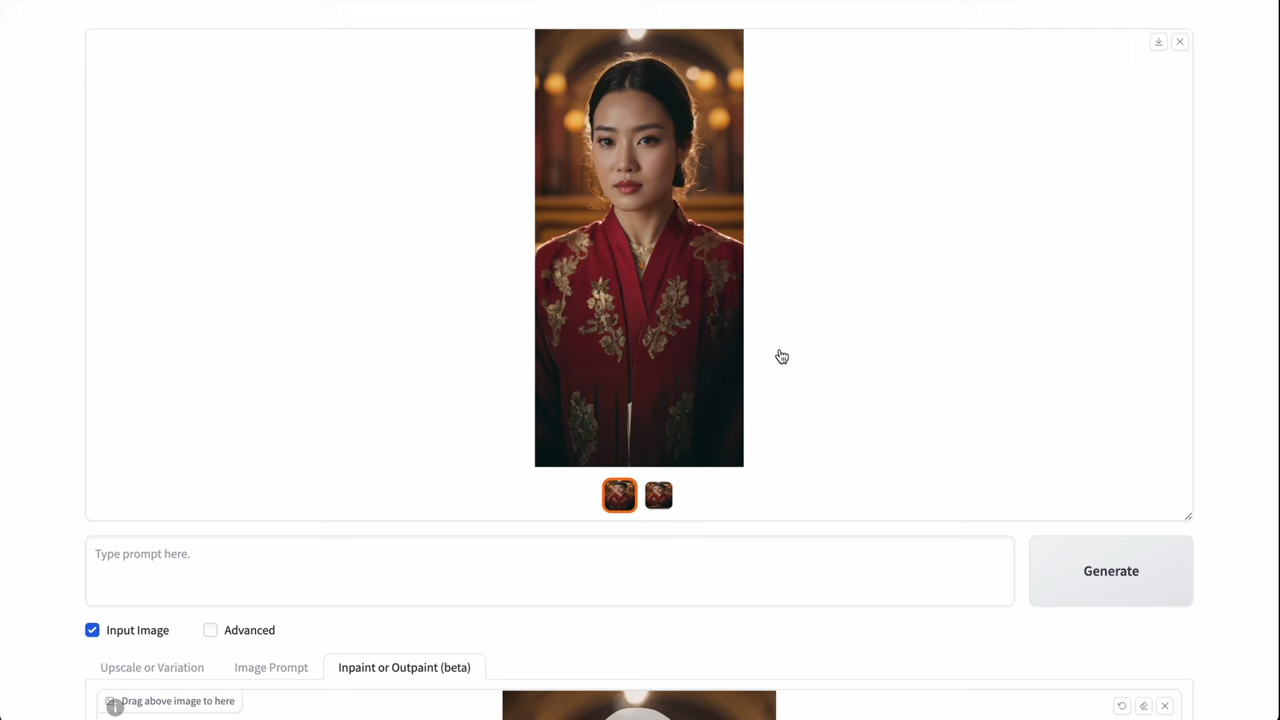 Type prompt here.
Generate
Input Image
Advanced
Upscale or Variation
Image Prompt
Inpaint or Outpaint (beta)
Drag above image to here